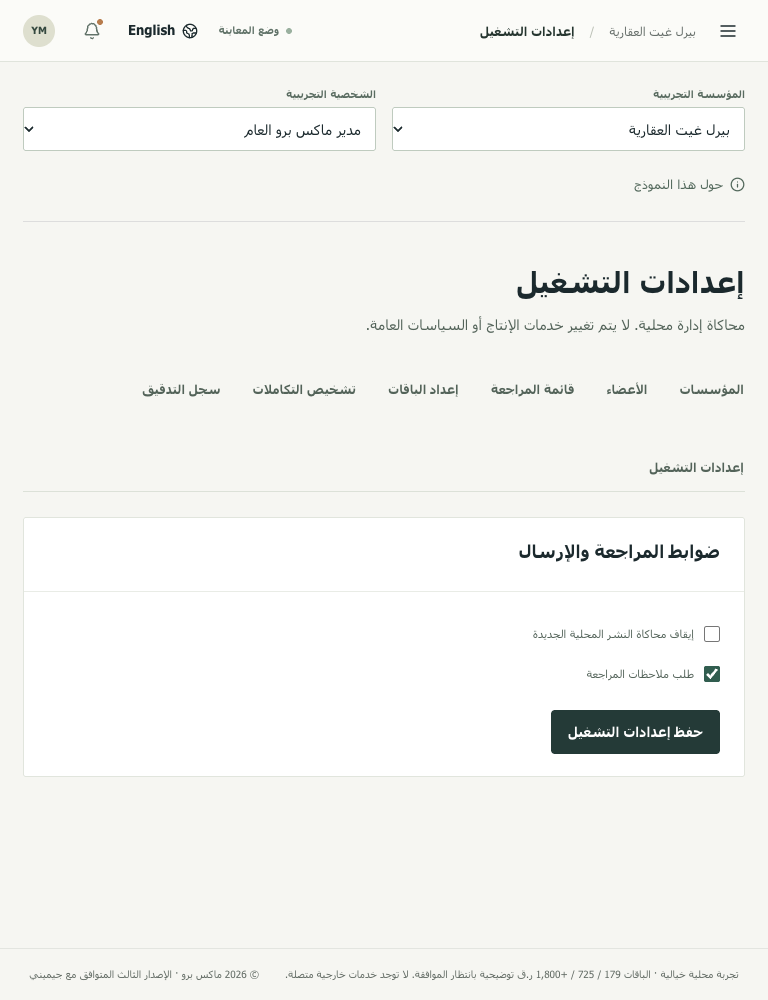 بيرل غيت العقارية / إعدادات التشغيل
وضع المعاينة
English
YM
المؤسسة التجريبية
بيرل غيت العقارية
الشخصية التجريبية
مدير ماكس برو العام
حول هذا النموذج
إعدادات التشغيل
محاكاة إدارة محلية. لا يتم تغيير خدمات الإنتاج أو السياسات العامة.
المؤسسات الأعضاء قائمة المراجعة إعداد الباقات تشخيص التكاملات سجل التدقيق
إعدادات التشغيل
ضوابط المراجعة والإرسال
إيقاف محاكاة النشر المحلية الجديدة
طلب ملاحظات المراجعة
حفظ إعدادات التشغيل
تجربة محلية خيالية · الباقات 179 / 725 / 1,800+ ر.ق توضيحية بانتظار الموافقة. لا توجد خدمات خارجية متصلة.
© 2026 ماكس برو · الإصدار الثالث المتوافق مع جيميني